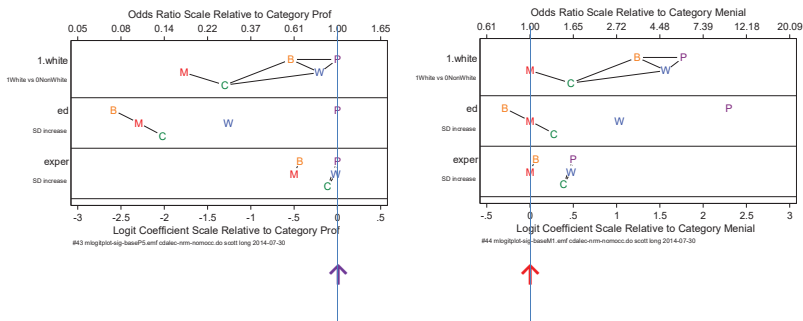 Odds Ratio Scale Relative to Category Prof
0.05 0.08 0.14 0.22 0.37 0.61 1.00 1.65
1.white
1White vs 0NonWhite
B P
M W
C
ed
SD increase
B P
M W
C
exper
SD increase
B P
M W
C
-3 -2.5 -2 -1.5 -1 -.5 0 .5
Logit Coefficient Scale Relative to Category Prof
#43 mlogitplot-sig-baseP5.emf cdalec-nrm-nomocc.do scott long 2014-07-30
Odds Ratio Scale Relative to Category Menial
0.61 1.00 1.65 2.72 4.48 7.39 12.18 20.09
1.white
1White vs 0NonWhite
B P
M W
C
ed
SD increase
B P
M W
C
exper
SD increase
B P
M W
C
-.5 0 .5 1 1.5 2 2.5 3
Logit Coefficient Scale Relative to Category Menial
#44 mlogitplot-sig-baseM1.emf cdalec-nrm-nomocc.do scott long 2014-07-30